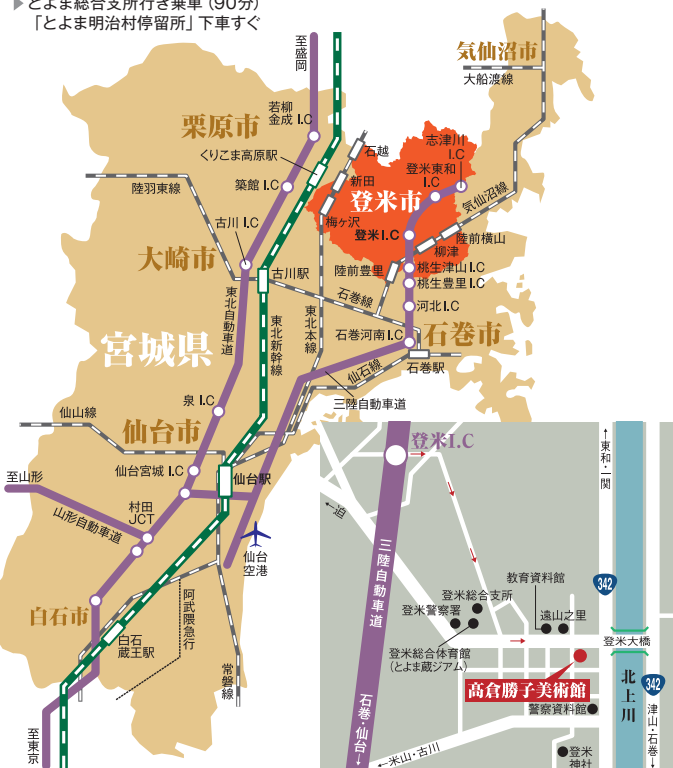 ▶とよま総合支所行き乗車（90分）
「とよま明治村停留所」下車すぐ
至盛岡
気仙沼市
大船渡線
若柳
金成 I.C
栗原市
石越
志津川
I.C
くりこま高原駅
登米東和
I.C
陸羽東線
築館 I.C
新田
登米市
気仙沼線
梅ヶ沢
古川 I.C
登米I.C
陸前横山
柳津
大崎市
古川駅
陸前豊里
桃生津山I.C
桃生豊里I.C
石巻線
河北I.C
東北自動車道
東北新幹線
東北本線
石巻河南I.C
石巻市
宮城県
仙石線
石巻駅
三陸自動車道
泉 I.C
仙山線
仙台市
至山形
仙台宮城 I.C
仙台駅
村田
JCT
山形自動車道
仙台
空港
白石市
阿武隈急行
白石
蔵王駅
常磐線
至東京
登米I.C
←東和・一関
←迫
三陸自動車道
教育資料館
342
登米総合支所
登米警察署
遠山之里
登米総合体育館
(とよま蔵ジアム)
登米大橋
高倉勝子美術館
北上川
342
警察資料館
石巻・仙台→
津山・石巻→
←米山・古川
登米
神社